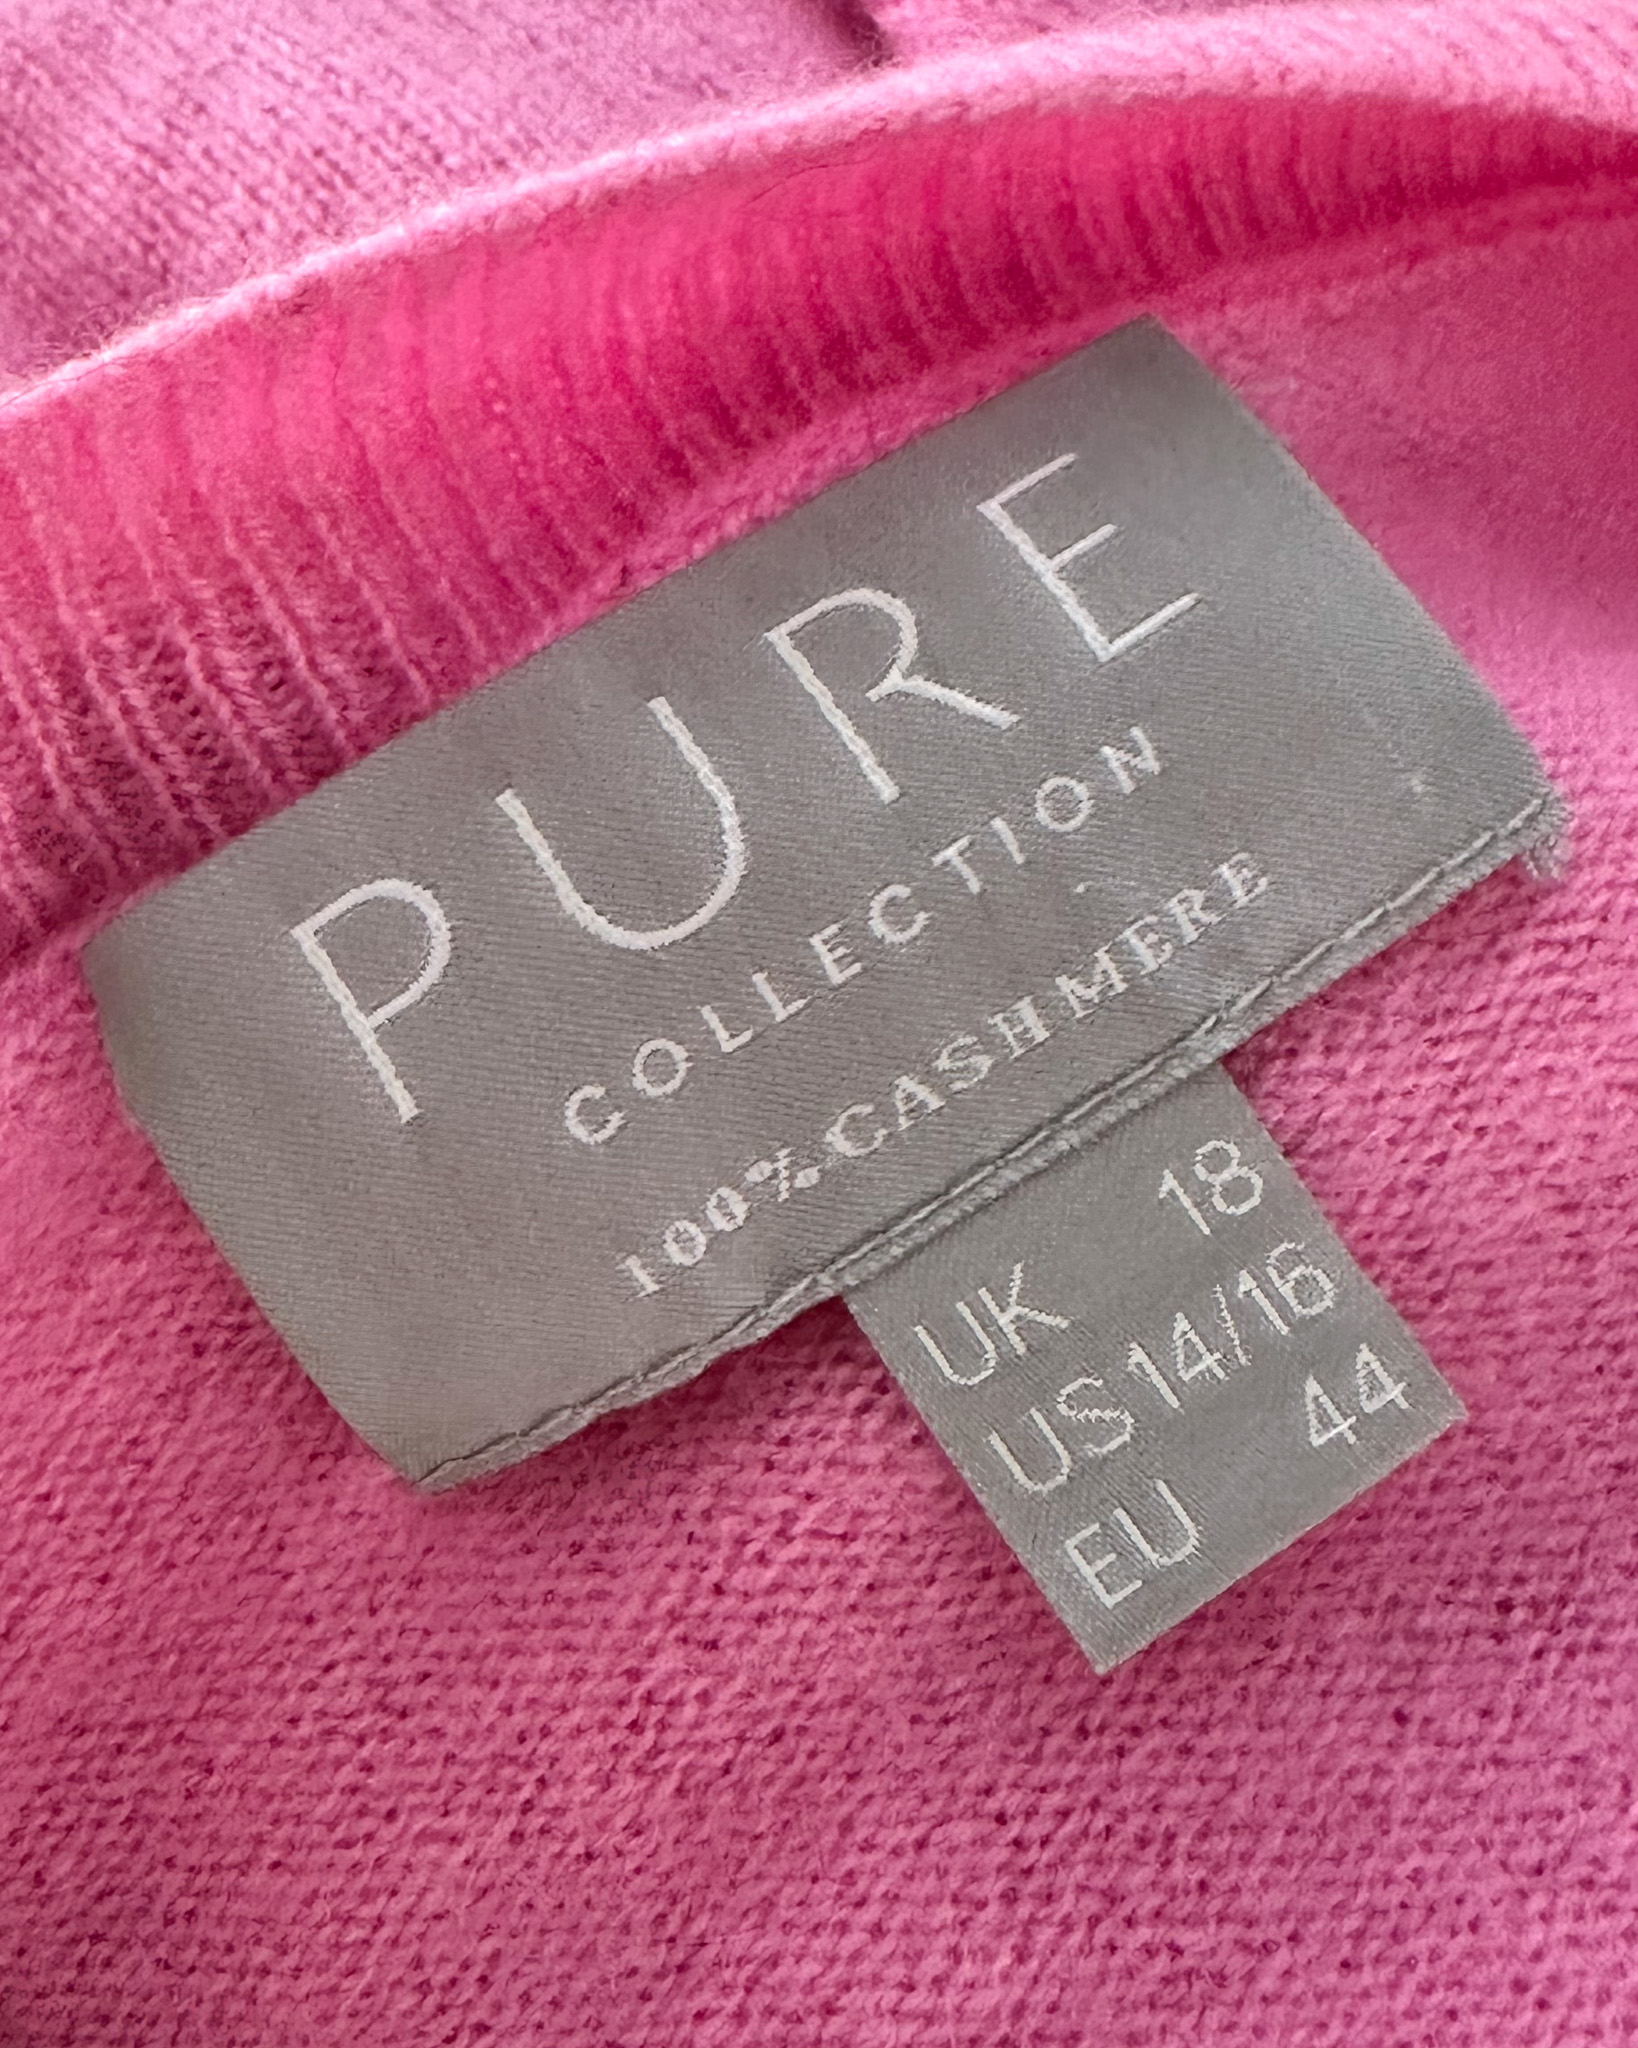 PURE
COLLECTION
100% CASHMERE
UK 18
US 14/16
EU 44